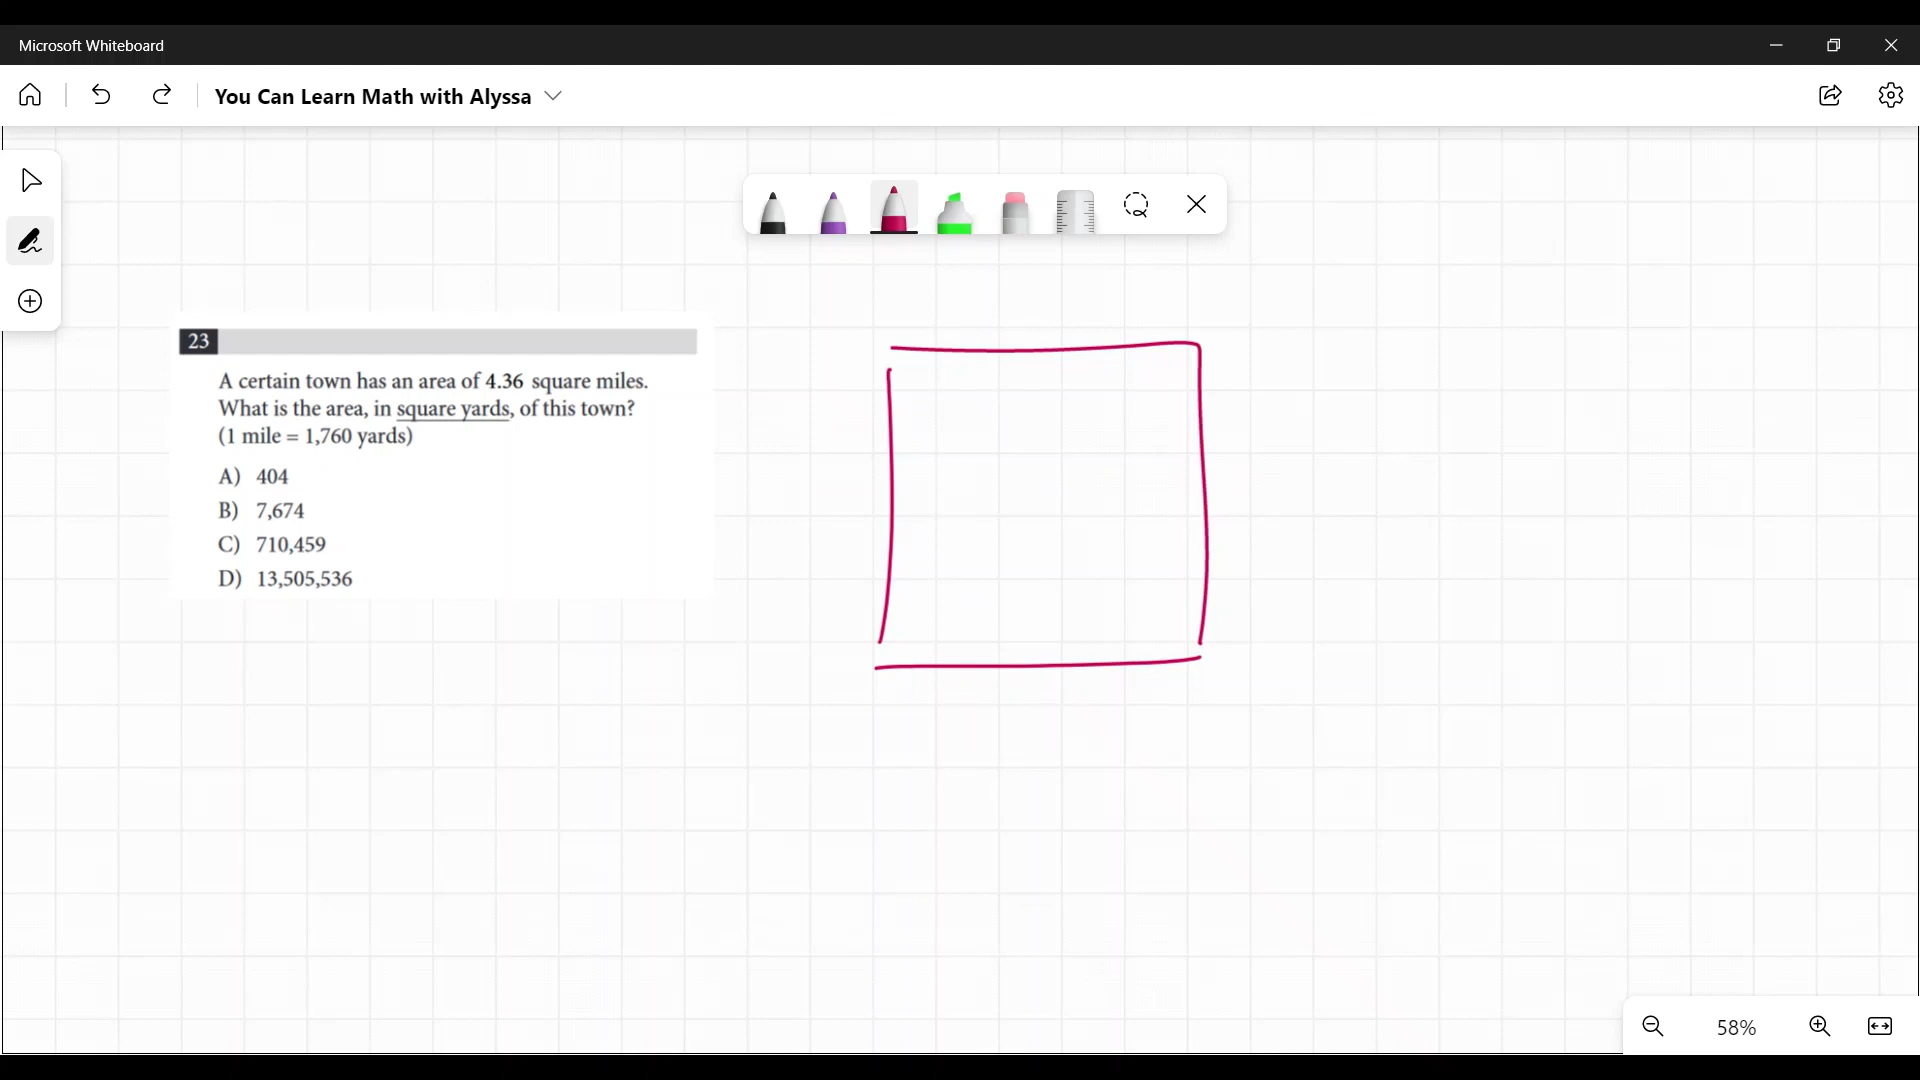 Microsoft Whiteboard
You Can Learn Math with Alyssa
23
A certain town has an area of 4.36 square miles.
What is the area, in square yards, of this town?
(1 mile = 1,760 yards)
A) 404
B) 7,674
C) 710,459
D) 13,505,536
58%